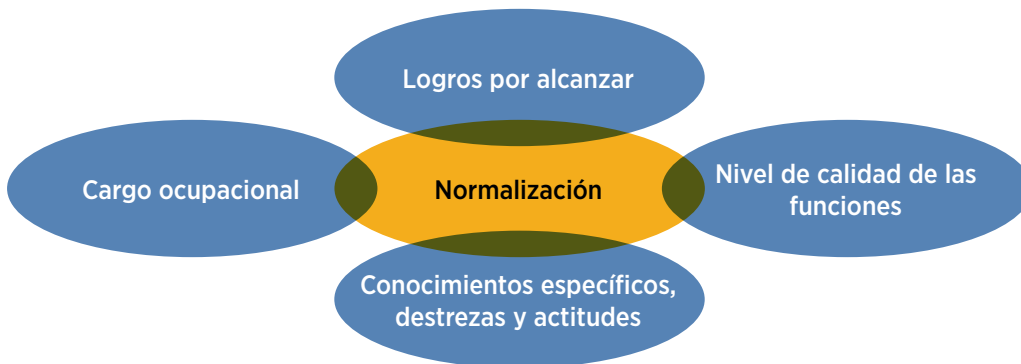 Logros por alcanzar
Cargo ocupacional
Normalización
Nivel de calidad de las
funciones
Conocimientos específicos,
destrezas y actitudes